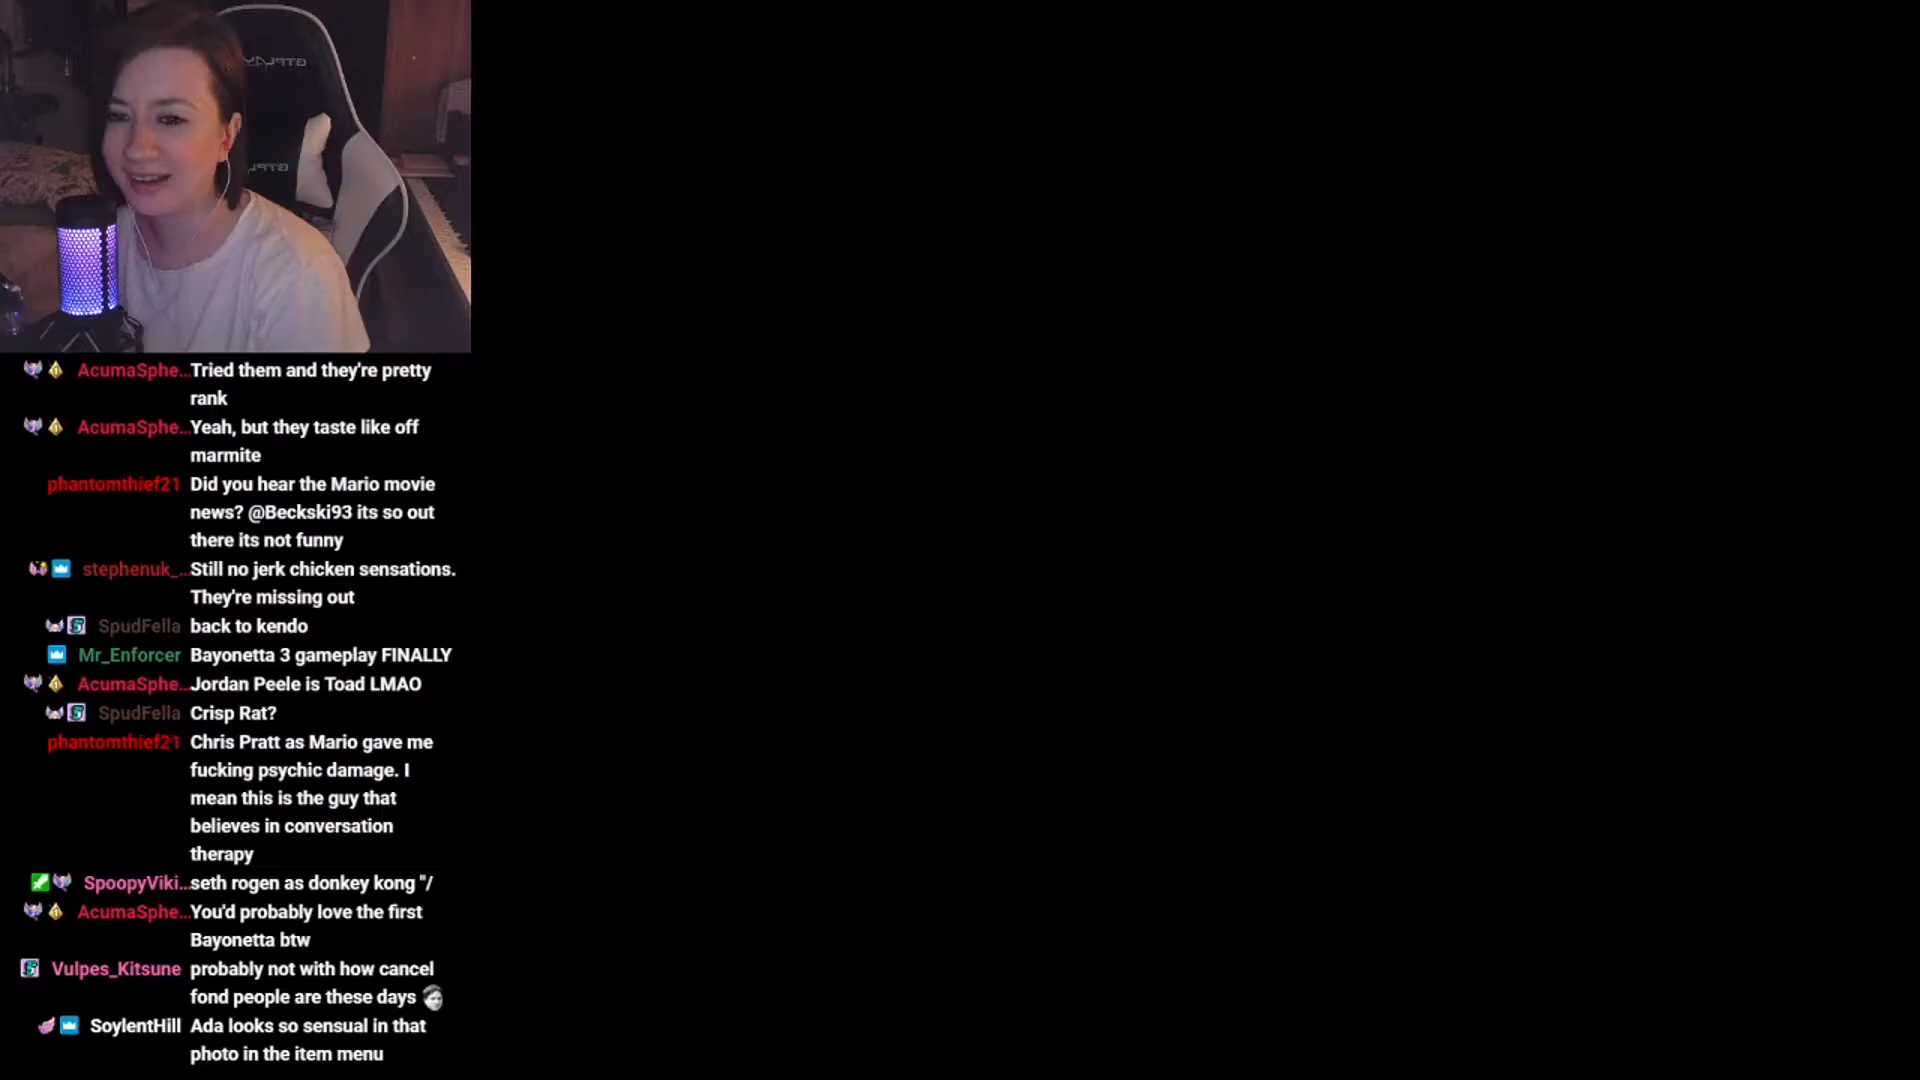 GTPLAY
GTPL
AcumaSphe...Tried them and they're pretty
rank
AcumaSphe...Yeah, but they taste like off
marmite
phantomthief21 Did you hear the Mario movie
news? @Beckski93 its so out
there its not funny
stephenuk_...Still no jerk chicken sensations.
They're missing out
SpudFella back to kendo
Mr_Enforcer Bayonetta 3 gameplay FINALLY
AcumaSphe...Jordan Peele is Toad LMAO
SpudFella Crisp Rat?
phantomthief21 Chris Pratt as Mario gave me
fucking psychic damage. I
mean this is the guy that
believes in conversation
therapy
SpoopyViki...seth rogen as donkey kong "/
AcumaSphe...You'd probably love the first
Bayonetta btw
Vulpes_Kitsune probably not with how cancel
fond people are these days
SoylentHill Ada looks so sensual in that
photo in the item menu